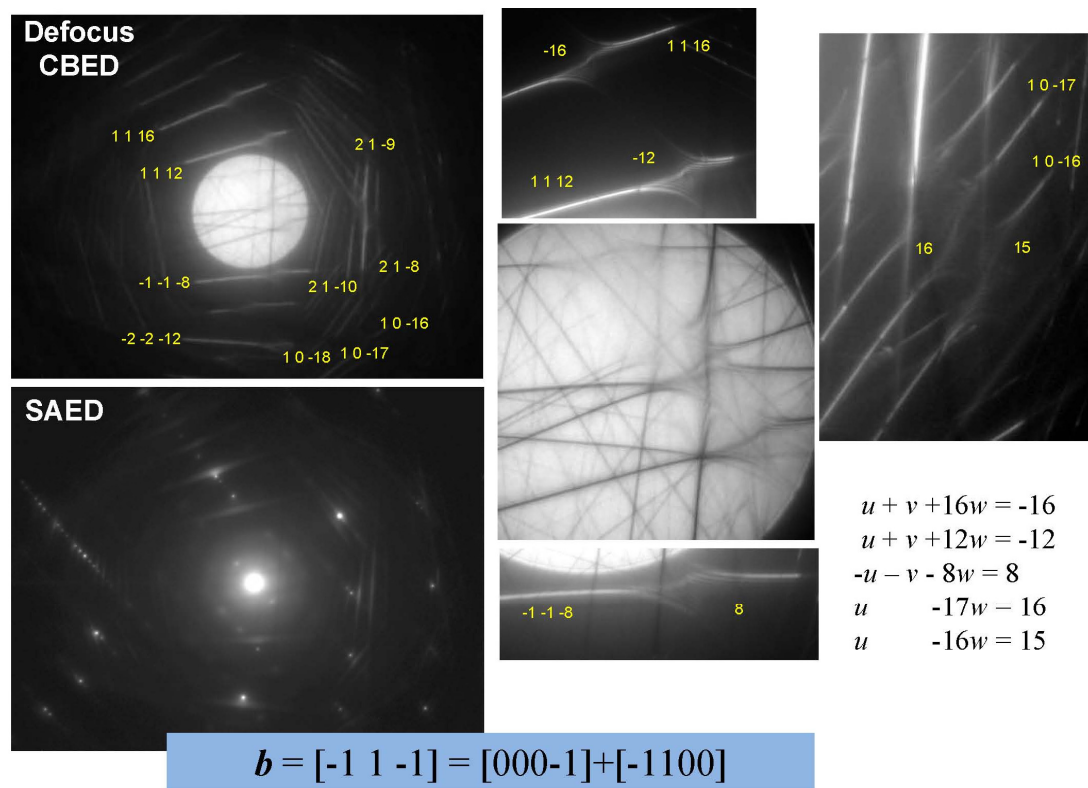 Defocus
CBED
1 1 16
1 1 12
2 1 -9
-1 -1 -8
2 1 -8
2 1 -10
1 0 -16
-2 -2 -12
1 0 -18
1 0 -17
SAED
-16
1 1 16
-12
1 1 12
-1 -1 -8
8
1 0 -17
1 0 -16
16
15
u + v +16w = -16
u + v +12w = -12
-u – v - 8w = 8
u -17w – 16
u -16w = 15
b = [-1 1 -1] = [000-1]+[-1100]